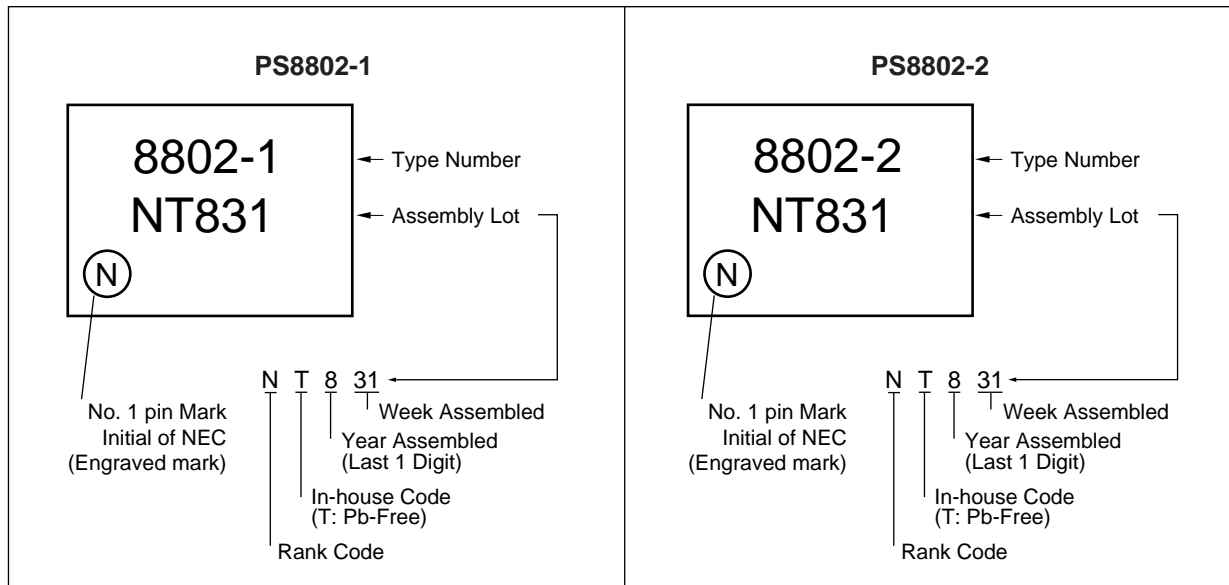 PS8802-1
8802-1
NT831
N
Type Number
Assembly Lot
N T 8 31
No. 1 pin Mark
Initial of NEC
(Engraved mark)
Week Assembled
Year Assembled
(Last 1 Digit)
In-house Code
(T: Pb-Free)
Rank Code
PS8802-2
8802-2
NT831
N
Type Number
Assembly Lot
N T 8 31
No. 1 pin Mark
Initial of NEC
(Engraved mark)
Week Assembled
Year Assembled
(Last 1 Digit)
In-house Code
(T: Pb-Free)
Rank Code